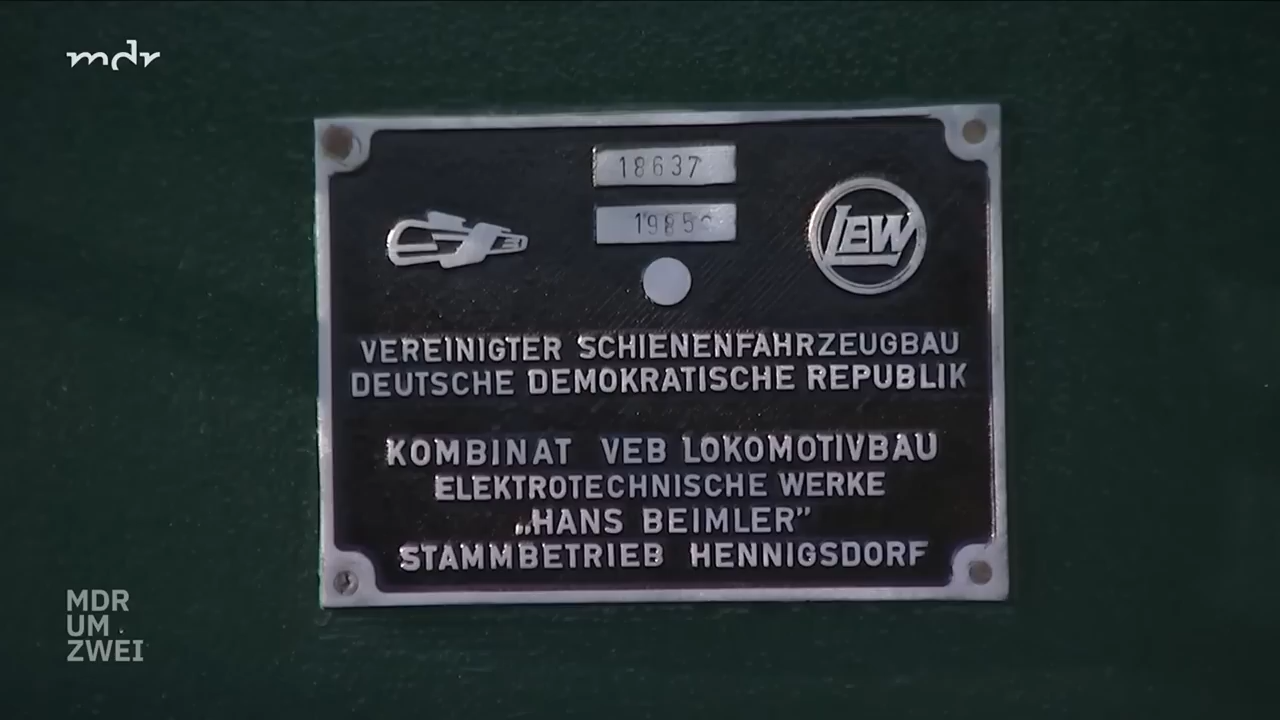 mdr
18637
1985
LEW
VEREINIGTER SCHIENENFAHRZEUGBAU
DEUTSCHE DEMOKRATISCHE REPUBLIK
KOMBINAT VEB LOKOMOTIVBAU
ELEKTROTECHNISCHE WERKE
„HANS BEIMLER”
STAMMBETRIEB HENNIGSDORF
MDR
UM
ZWEI